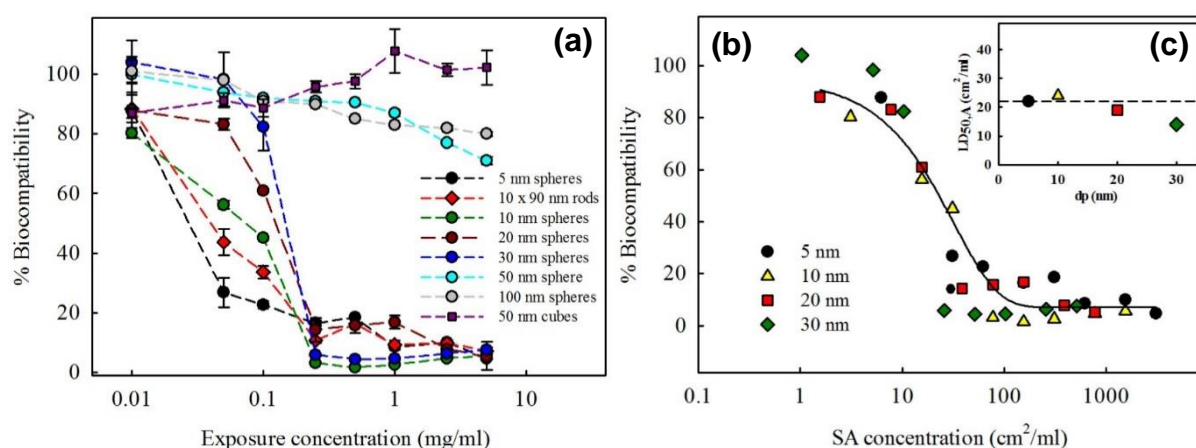 (a)
% Biocompatibility
100
80
60
40
20
0
5 nm spheres
10 x 90 nm rods
10 nm spheres
20 nm spheres
30 nm spheres
50 nm sphere
100 nm spheres
50 nm cubes
0.01
0.1
1
10
Exposure concentration (mg/ml)
(b)
% Biocompatibility
100
80
60
40
20
0
5 nm
10 nm
20 nm
30 nm
0.1
1
10
100
1000
SA concentration (cm²/ml)
(c)
LD50,A (cm²/ml)
40
30
20
10
0
0
10
20
30
dp (nm)